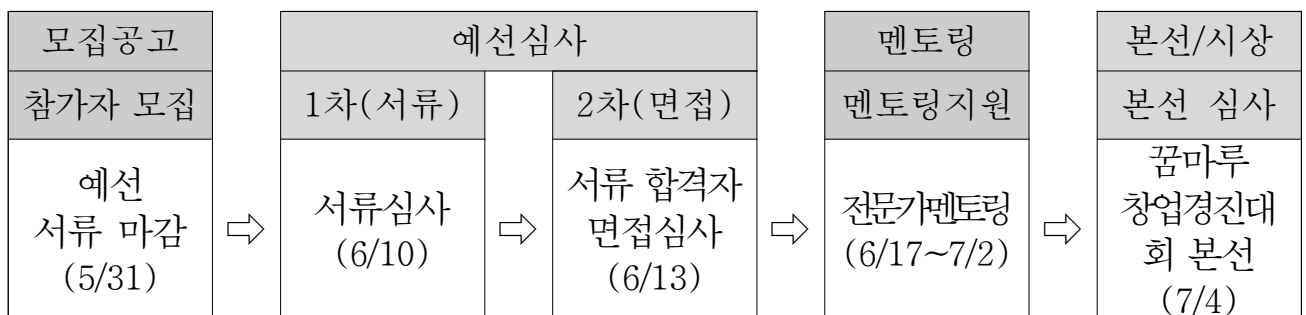 모집공고
참가자 모집
예선
서류 마감
(5/31)
⇨
예선심사
1차(서류)
서류심사
(6/10)
⇨
2차(면접)
서류 합격자
면접심사
(6/13)
⇨
멘토링
멘토링지원
전문가멘토링
(6/17~7/2)
⇨
본선/시상
본선 심사
꿈마루
창업경진대
회 본선
(7/4)